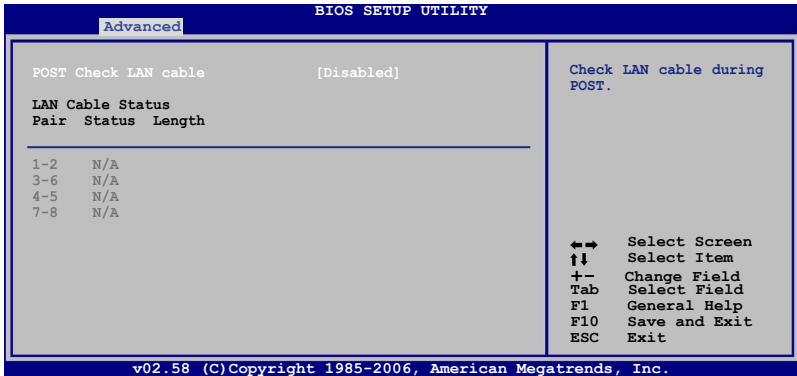 BIOS SETUP UTILITY
Advanced
POST Check LAN cable [Disabled]
LAN Cable Status
Pair Status Length
1-2 N/A
3-6 N/A
4-5 N/A
7-8 N/A
Check LAN cable during
POST.
←→ Select Screen
↑↓ Select Item
+- Change Field
Tab Select Field
F1 General Help
F10 Save and Exit
ESC Exit
v02.58 (C)Copyright 1985-2006, American Megatrends, Inc.